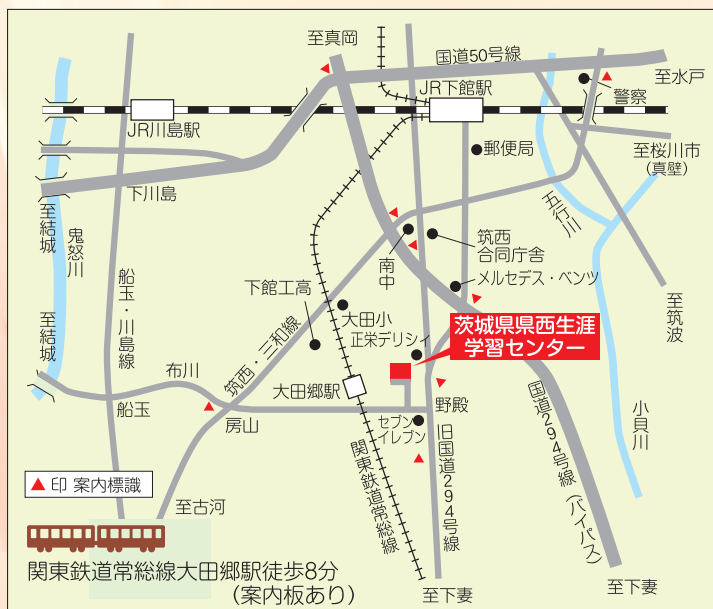 至真岡
国道50号線
JR下館駅
至水戸
警察
JR川島駅
郵便局
至桜川市
(真壁)
下川島
至結城
鬼怒川
五行川
南中
筑西
合同庁舎
船玉・川島線
下館工高
メルセデス・ベンツ
至筑波
至結城
筑西・三和線
大田小
正栄デリシィ
茨城県県西生涯
学習センター
布川
大田郷駅
船玉
房山
野殿
セブン
イレブン
国道294号線(バイパス)
小貝川
旧国道294号線
関東鉄道常総線
▲印 案内標識
至古河
関東鉄道常総線大田郷駅徒歩8分
(案内板あり)
至下妻
至下妻